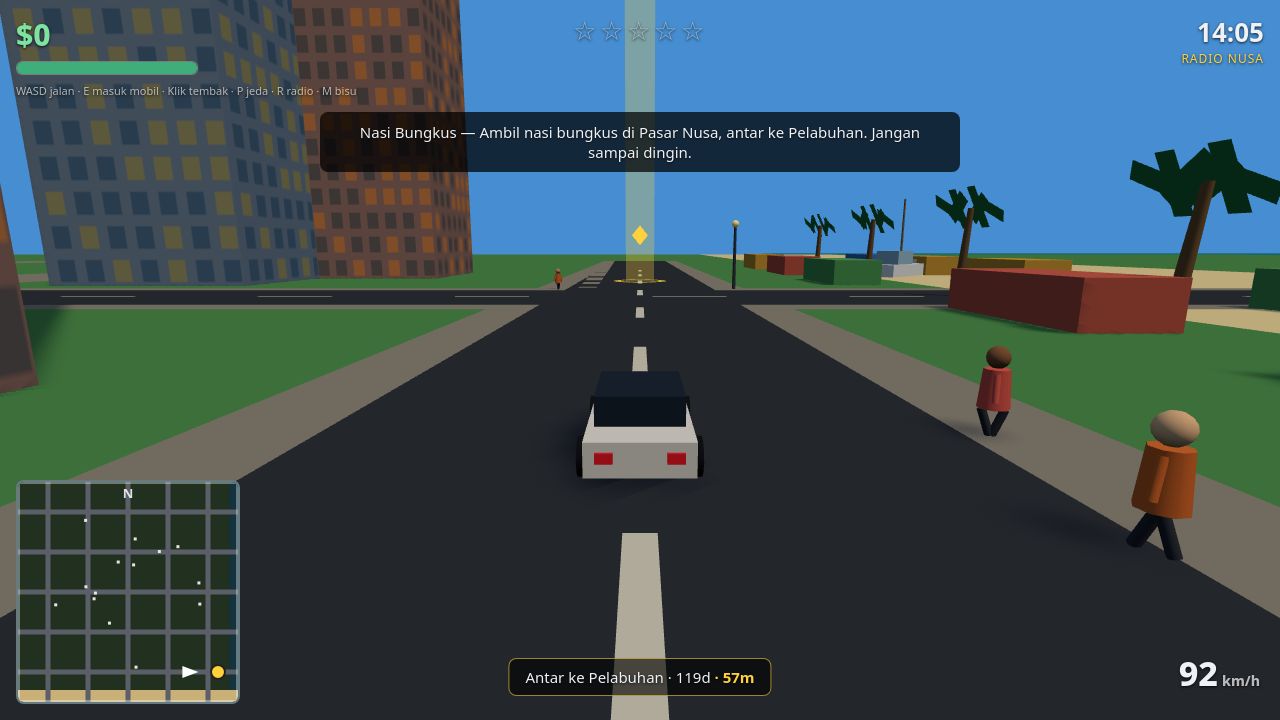 $0
☆ ☆ ☆ ☆ ☆
14:05
RADIO NUSA
WASD jalan · E masuk mobil · Klik tembak · P jeda · R radio · M bisu
Nasi Bungkus — Ambil nasi bungkus di Pasar Nusa, antar ke Pelabuhan. Jangan
sampai dingin.
N
Antar ke Pelabuhan · 119d · 57m
92 km/h